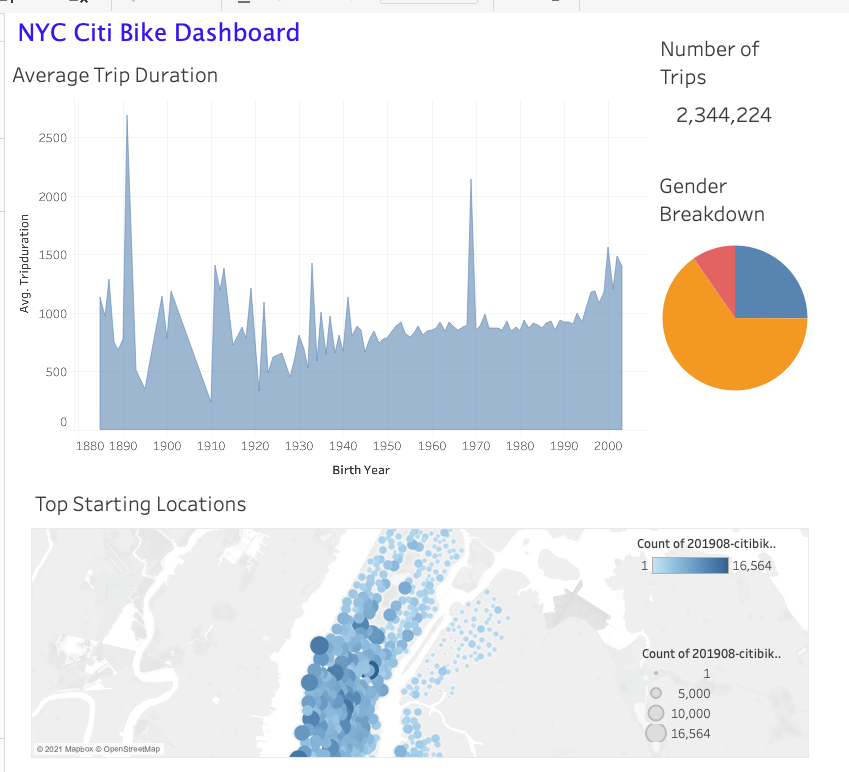 NYC Citi Bike Dashboard
Average Trip Duration
Number of
Trips
2,344,224
Gender
Breakdown
Avg. Tripduration
2500
2000
1500
1000
500
0
1880 1890 1900 1910 1920 1930 1940 1950 1960 1970 1980 1990 2000
Birth Year
Top Starting Locations
Count of 201908-citibik..
1 16,564
Count of 201908-citibik..
1
5,000
10,000
16,564
© 2021 Mapbox © OpenStreetMap